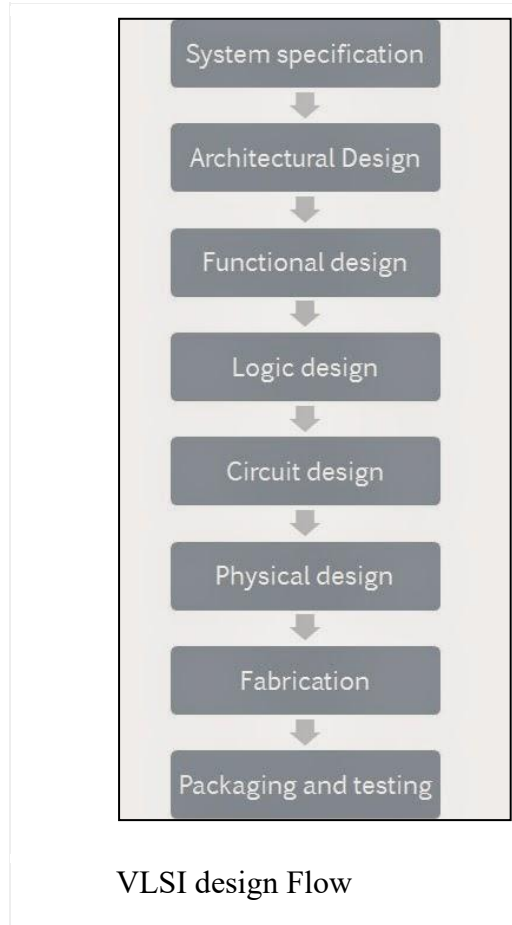 System specification
Architectural Design
Functional design
Logic design
Circuit design
Physical design
Fabrication
Packaging and testing
VLSI design Flow